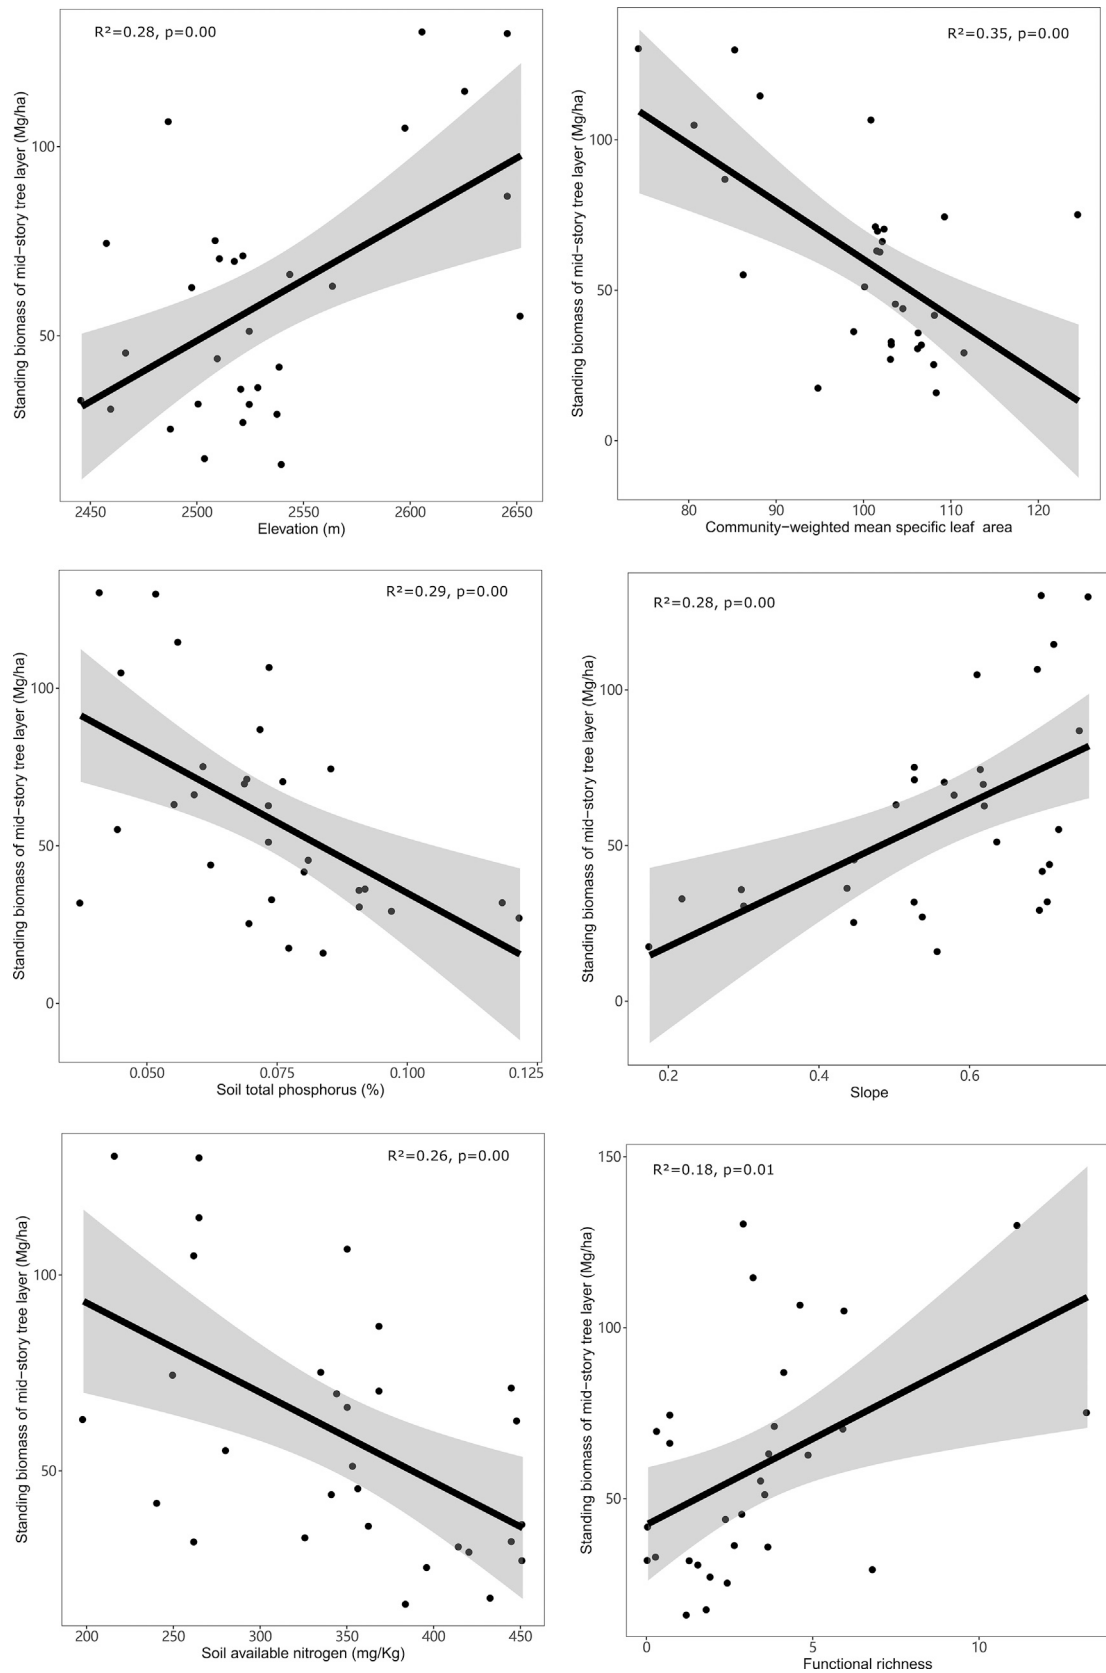 R²=0.28, p=0.00
Standing biomass of mid−story tree layer (Mg/ha)
100
50
2450 2500 2550 2600 2650
Elevation (m)
R²=0.35, p=0.00
Standing biomass of mid−story tree layer (Mg/ha)
100
50
0
80 90 100 110 120
Community−weighted mean specific leaf area
R²=0.29, p=0.00
Standing biomass of mid−story tree layer (Mg/ha)
100
50
0
0.050 0.075 0.100 0.125
Soil total phosphorus (%)
R²=0.28, p=0.00
Standing biomass of mid−story tree layer (Mg/ha)
100
50
0
0.2 0.4 0.6
Slope
R²=0.26, p=0.00
Standing biomass of mid−story tree layer (Mg/ha)
100
50
200 250 300 350 400 450
Soil available nitrogen (mg/Kg)
R²=0.18, p=0.01
Standing biomass of mid−story tree layer (Mg/ha)
150
100
50
0 5 10
Functional richness